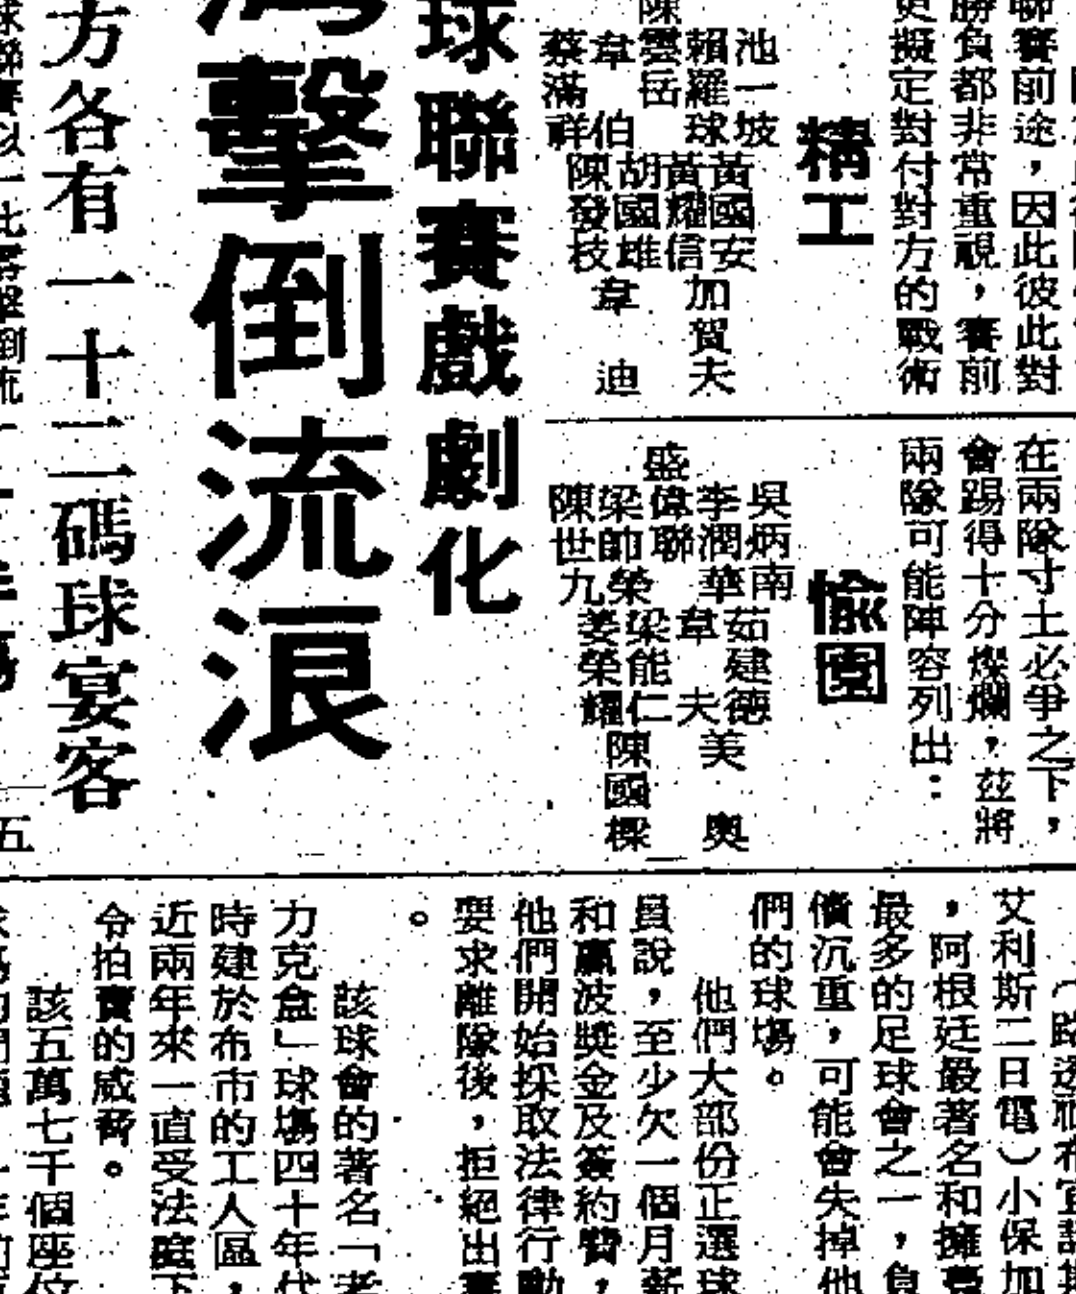 聯賽前途，因此彼此對
勝負都非常重視，賽前
更擬定對付對方的戰術
精工
池一坡
賴羅球
陳雲岳
韋伯
蔡滿祥
黃國安
黃耀信
胡國雄
陳發枝
加賀夫
韋迪
在兩隊寸土必爭之下，
會踢得十分燦爛，茲將
兩隊可能陣容列出：
愉園
吳炳南
李潤華
盛偉聯
梁帥榮
陳世九
茹建德
韋夫
梁能仁
姜榮耀
美奧
陳國樑
球聯賽戲劇化
灣擊倒流浪
方各有一十二碼球宴客
艾利斯二日電）小保加
，阿根廷最著名和擁躉
最多的足球會之一，負
債沉重，可能會失掉他
們的球場。
他們大部份正選球
員說，至少欠一個月薪
和贏波獎金及簽約費，
他們開始採取法律行動
要求離隊後，拒絕出賽
。
該球會的著名「老
力克盒」球塲四十年代
時建於布市的工人區，
近兩年來一直受法庭下
令拍賣的威脅。
該五萬七千個座位